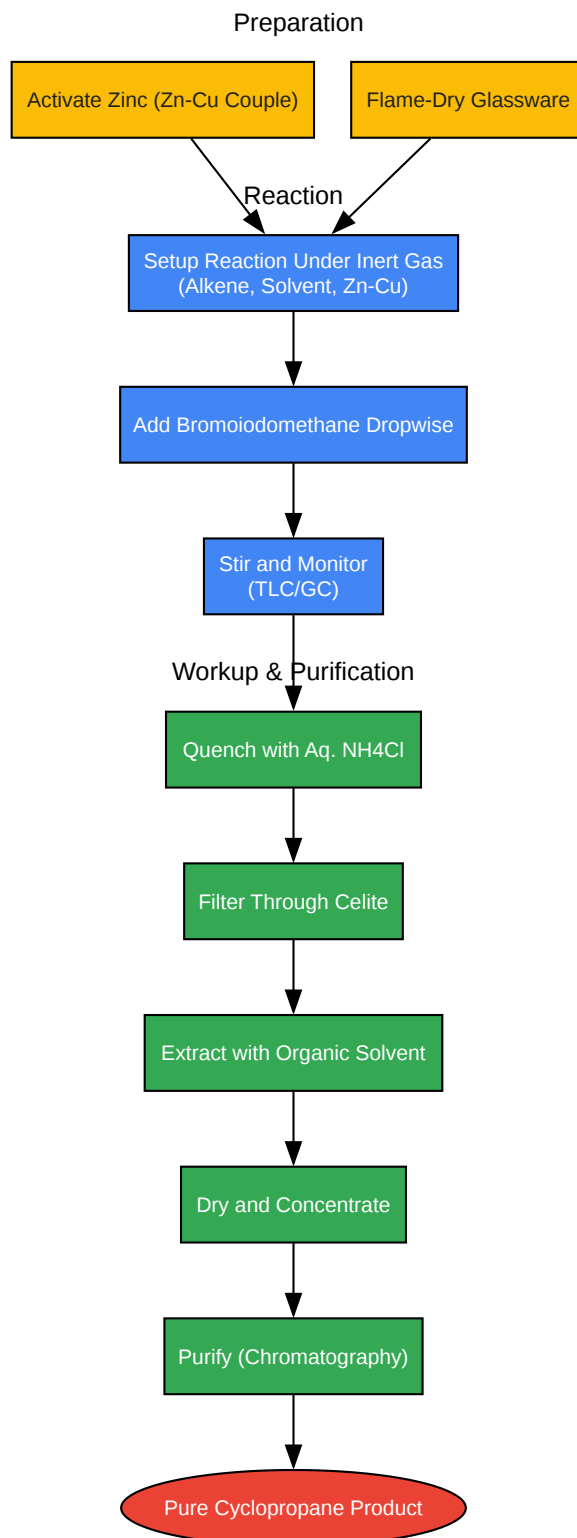 Preparation
Activate Zinc (Zn-Cu Couple)
Flame-Dry Glassware
Reaction
Setup Reaction Under Inert Gas
(Alkene, Solvent, Zn-Cu)
Add Bromoiodomethane Dropwise
Stir and Monitor
(TLC/GC)
Workup & Purification
Quench with Aq. NH4Cl
Filter Through Celite
Extract with Organic Solvent
Dry and Concentrate
Purify (Chromatography)
Pure Cyclopropane Product